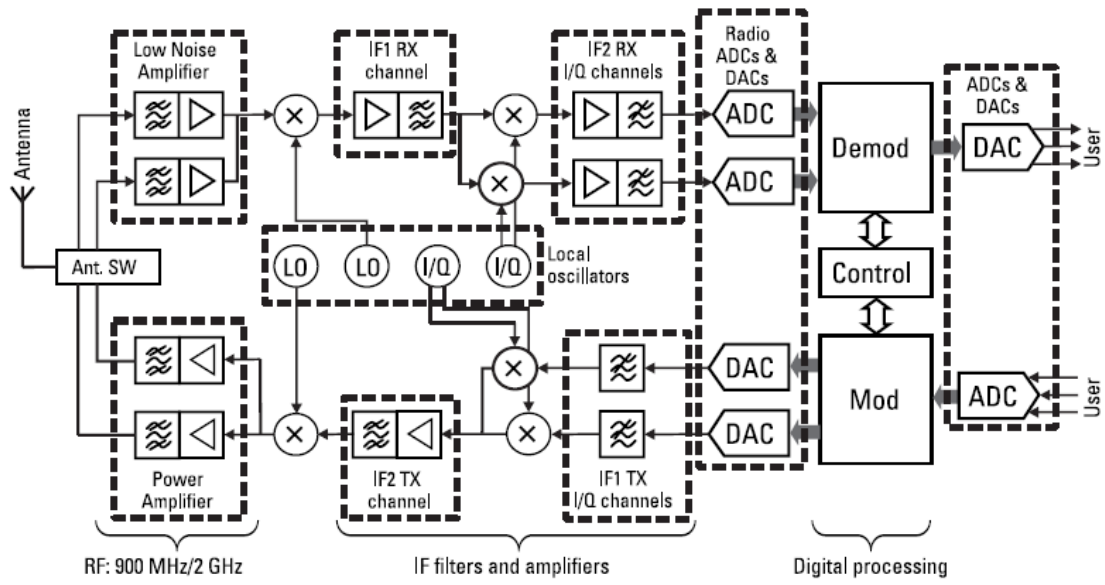 Low Noise
Amplifier
IF1 RX
channel
IF2 RX
I/Q channels
Radio
ADCs &
DACs
ADCs &
DACs
Antenna
ADC
ADC
Demod
DAC
User
Ant. SW
LO
LO
I/Q
I/Q
Local
oscillators
Control
DAC
DAC
Mod
ADC
User
Power
Amplifier
IF2 TX
channel
IF1 TX
I/Q channels
RF: 900 MHz/2 GHz
IF filters and amplifiers
Digital processing